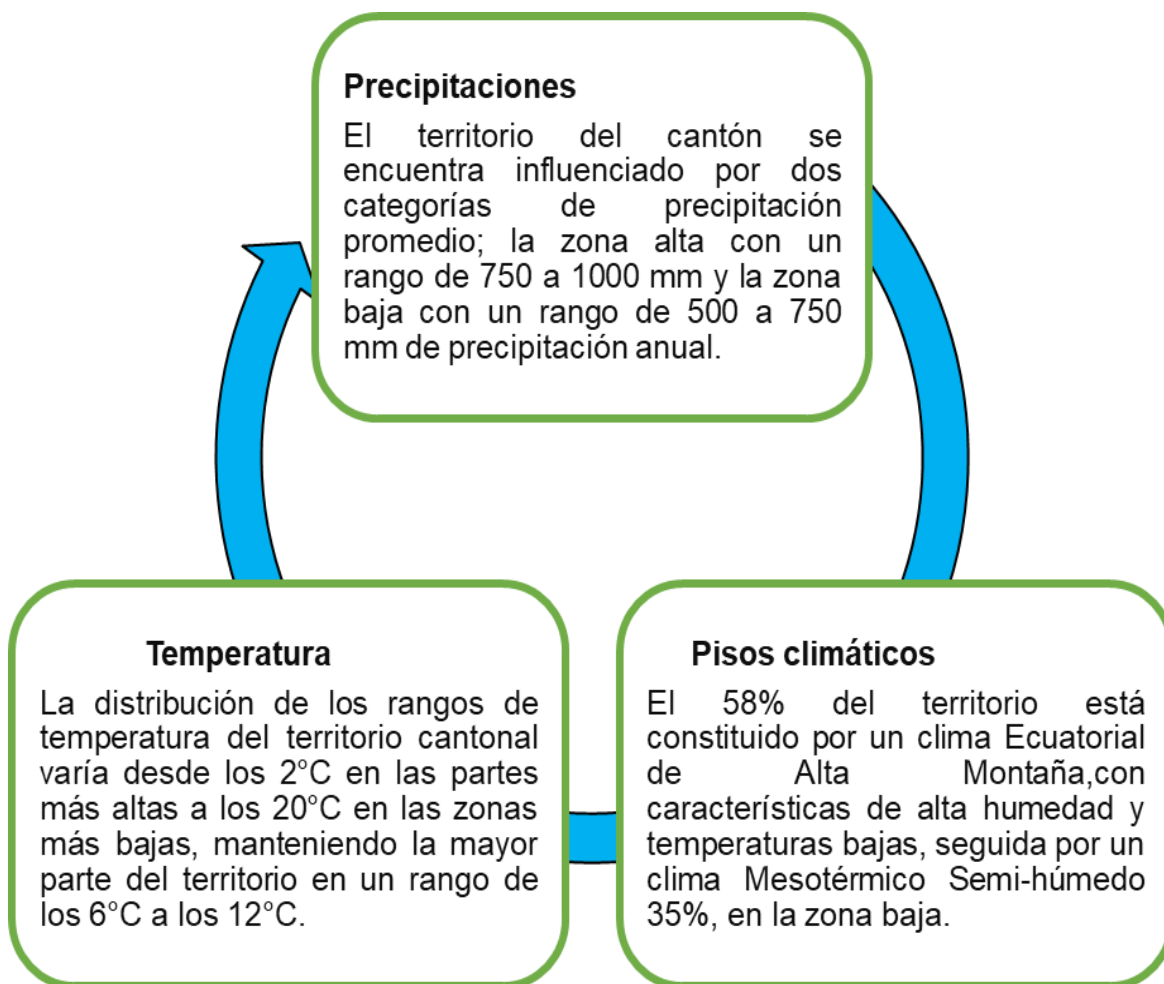 Precipitaciones
El territorio del cantón se
encuentra influenciado por dos
categorías de precipitación
promedio; la zona alta con un
rango de 750 a 1000 mm y la zona
baja con un rango de 500 a 750
mm de precipitación anual.
Temperatura
La distribución de los rangos de
temperatura del territorio cantonal
varía desde los 2°C en las partes
más altas a los 20°C en las zonas
más bajas, manteniendo la mayor
parte del territorio en un rango de
los 6°C a los 12°C.
Pisos climáticos
El 58% del territorio está
constituido por un clima Ecuatorial
de Alta Montaña,con
características de alta humedad y
temperaturas bajas, seguida por un
clima Mesotérmico Semi-húmedo
35%, en la zona baja.